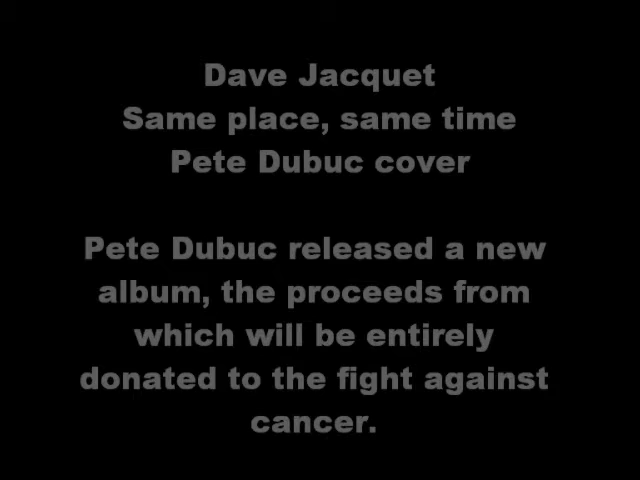 Dave Jacquet
Same place, same time
Pete Dubuc cover
Pete Dubuc released a new
album, the proceeds from
which will be entirely
donated to the fight against
cancer.